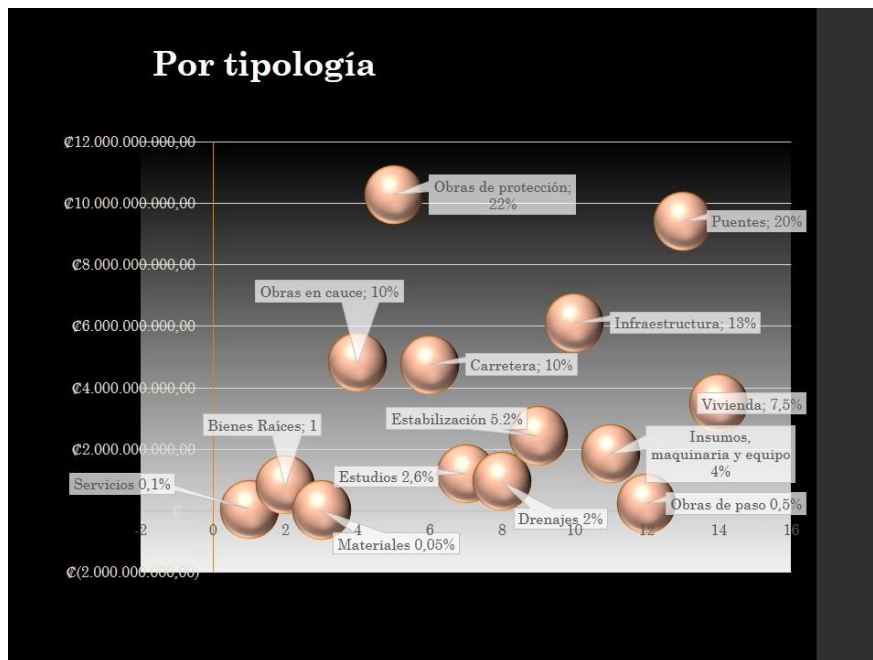 Por tipología
₡12.000.000.000,00
₡10.000.000.000,00
₡8.000.000.000,00
₡6.000.000.000,00
₡4.000.000.000,00
₡2.000.000.000,00
₡-
₡(2.000.000.000,00)
-2
0
2
4
6
8
10
12
14
16
Obras de protección;
22%
Puentes; 20%
Obras en cauce; 10%
Infraestructura; 13%
Carretera; 10%
Vivienda; 7,5%
Estabilización 5.2%
Bienes Raíces; 1
Insumos,
maquinaria y equipo
4%
Estudios 2,6%
Servicios 0,1%
Obras de paso 0,5%
Drenajes 2%
Materiales 0,05%